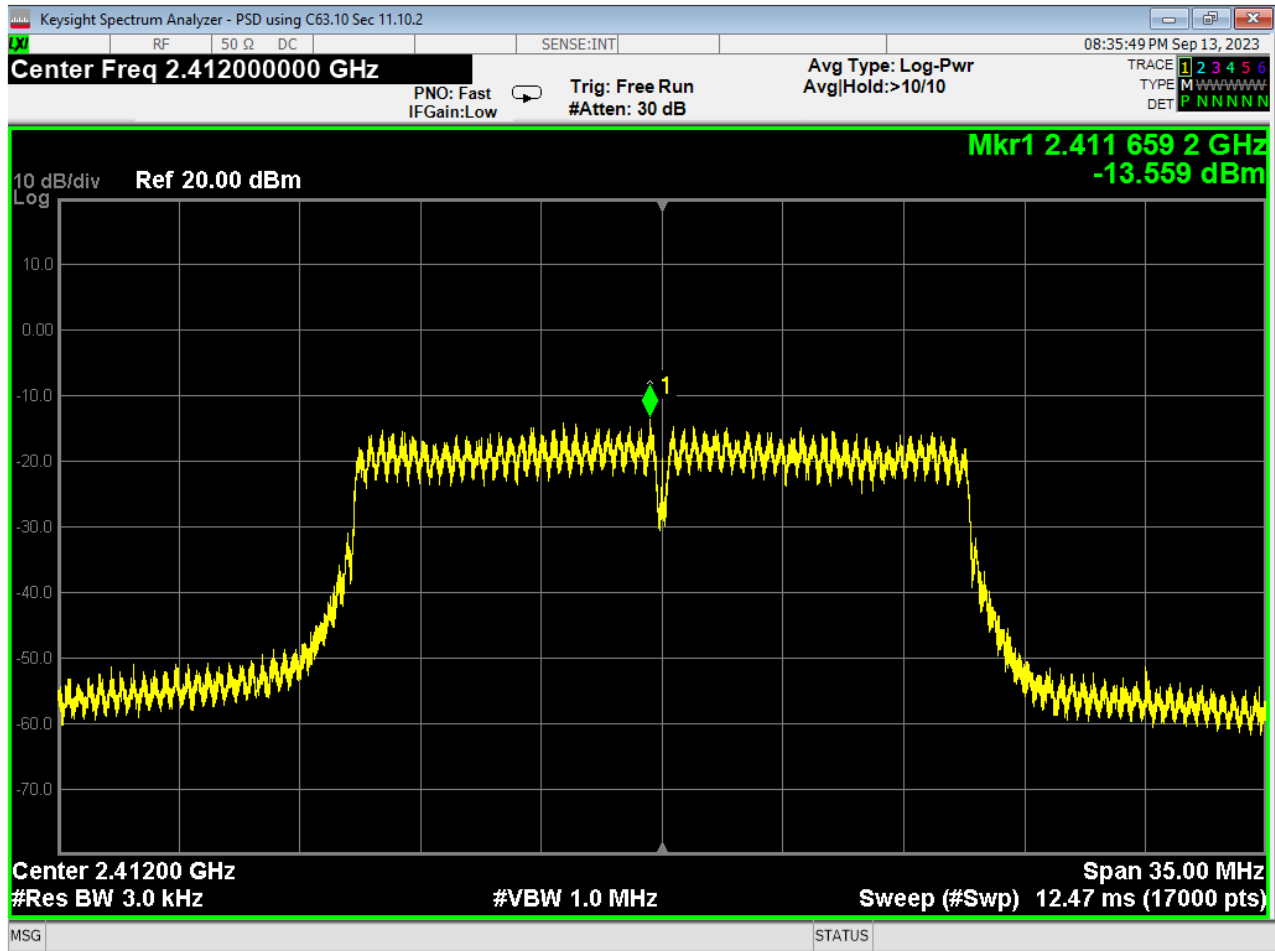 Keysight Spectrum Analyzer - PSD using C63.10 Sec 11.10.2
LXI
RF 50 Ω DC SENSE:INT 08:35:49 PM Sep 13, 2023
Center Freq 2.412000000 GHz
PNO: Fast
IFGain:Low
Trig: Free Run
#Atten: 30 dB
Avg Type: Log-Pwr
Avg|Hold:>10/10
TRACE 1 2 3 4 5 6
TYPE M WWWWW
DET P N N N N N
Mkr1 2.411 659 2 GHz
-13.559 dBm
10 dB/div Ref 20.00 dBm
Log
10.0
0.00
-10.0
1
-20.0
-30.0
-40.0
-50.0
-60.0
-70.0
Center 2.41200 GHz Span 35.00 MHz
#Res BW 3.0 kHz #VBW 1.0 MHz Sweep (#Swp) 12.47 ms (17000 pts)
MSG STATUS